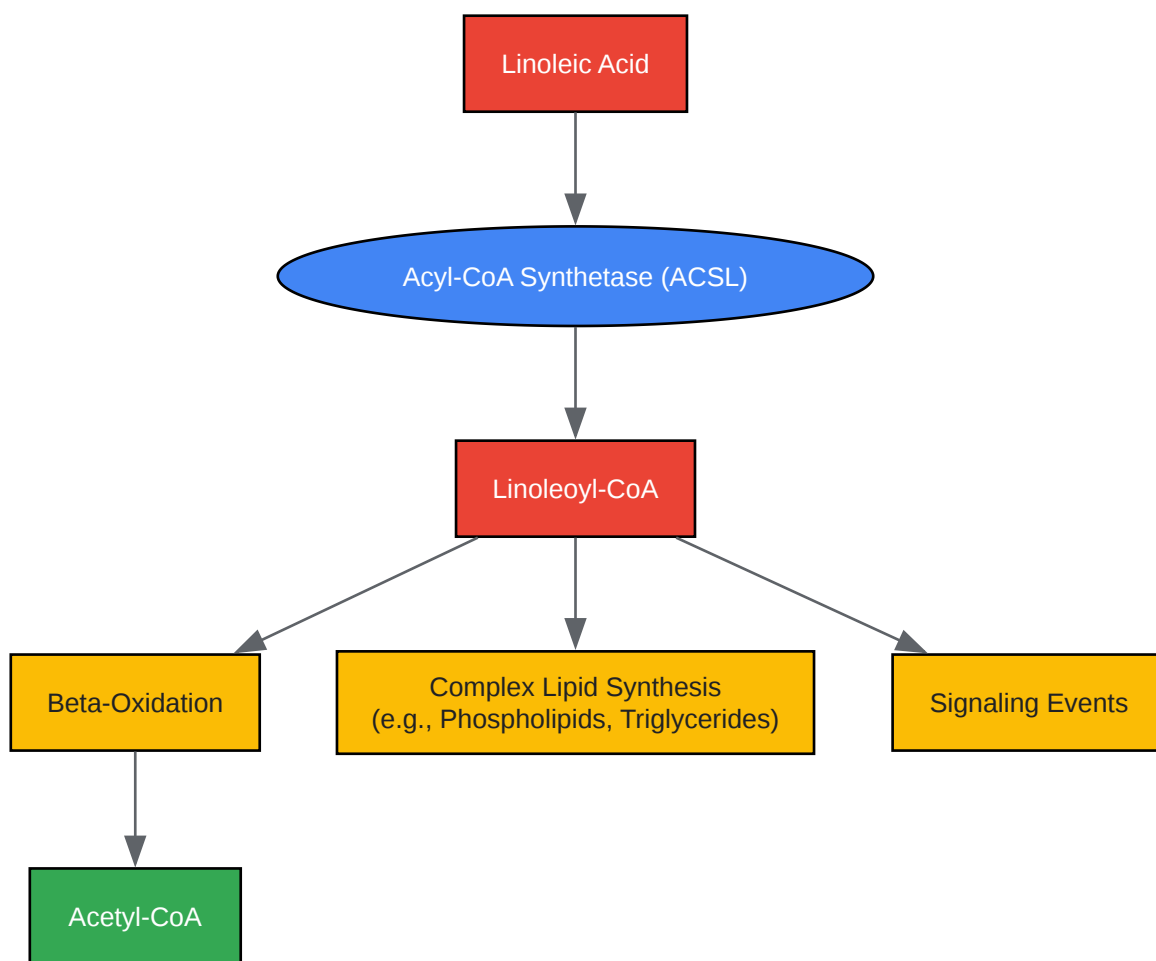 Linoleic Acid
Acyl-CoA Synthetase (ACSL)
Linoleoyl-CoA
Beta-Oxidation
Complex Lipid Synthesis
(e.g., Phospholipids, Triglycerides)
Signaling Events
Acetyl-CoA